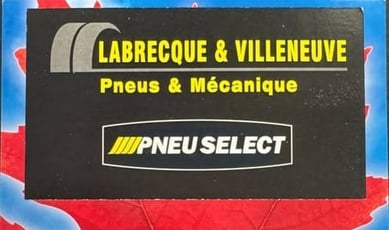 LABRECQUE & VILLENEUVE
Pneus & Mécanique
PNEU SELECT